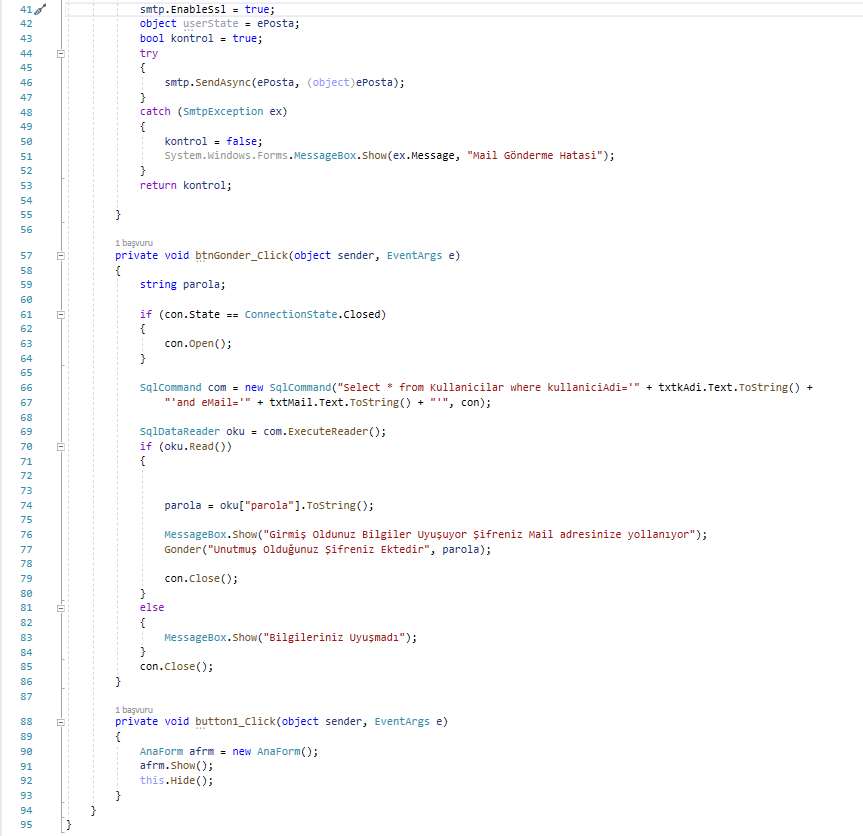 41 smtp.EnableSsl = true;
42 object userState = ePosta;
43 bool kontrol = true;
44 try
45 {
46 smtp.SendAsync(ePosta, (object)ePosta);
47 }
48 catch (SmtpException ex)
49 {
50 kontrol = false;
51 System.Windows.Forms.MessageBox.Show(ex.Message, "Mail Gönderme Hatasi");
52 }
53 return kontrol;
54
55 }
56
1 başvuru
57 private void btnGonder_Click(object sender, EventArgs e)
58 {
59 string parola;
60
61 if (con.State == ConnectionState.Closed)
62 {
63 con.Open();
64 }
65
66 SqlCommand com = new SqlCommand("Select * from Kullanicilar where kullaniciAdi='" + txtkAdi.Text.ToString() +
67 "'and eMail='" + txtMail.Text.ToString() + "'", con);
68
69 SqlDataReader oku = com.ExecuteReader();
70 if (oku.Read())
71 {
72
73
74 parola = oku["parola"].ToString();
75
76 MessageBox.Show("Girmiş Oldunuz Bilgiler Uyuşuyor Şifreniz Mail adresinize yollanıyor");
77 Gonder("Unutmuş Olduğunuz Şifreniz Ektedir", parola);
78
79 con.Close();
80 }
81 else
82 {
83 MessageBox.Show("Bilgileriniz Uyuşmadı");
84 }
85 con.Close();
86 }
87
1 başvuru
88 private void button1_Click(object sender, EventArgs e)
89 {
90 AnaForm afrm = new AnaForm();
91 afrm.Show();
92 this.Hide();
93 }
94 }
95 }